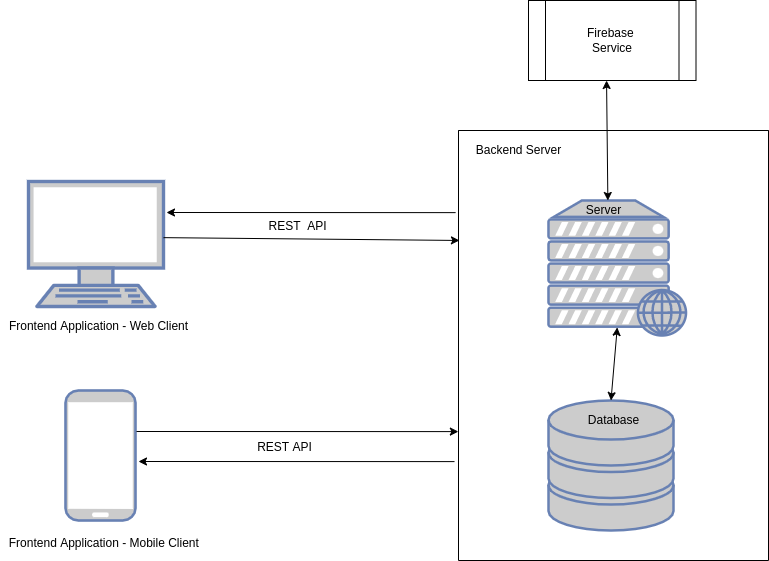 Firebase
Service
Backend Server
Server
REST API
Frontend Application - Web Client
Database
REST API
Frontend Application - Mobile Client